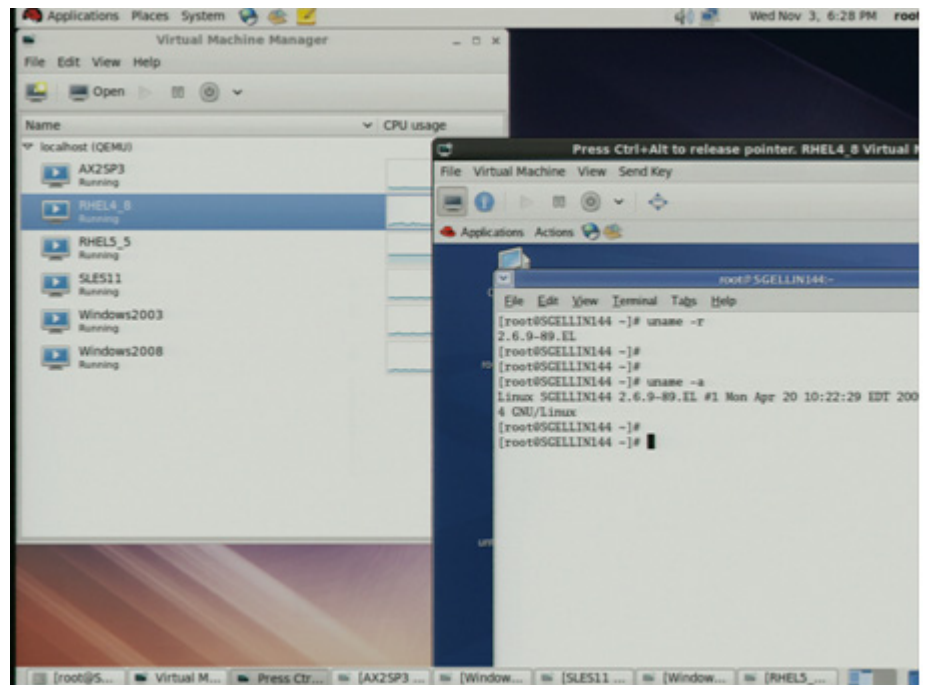 Applications Places System
Wed Nov 3, 6:28 PM root
Virtual Machine Manager
File Edit View Help
Open
Name
CPU usage
localhost (QEMU)
AX2SP3
Running
RHEL4_8
Running
RHEL5_5
Running
SLES11
Running
Windows2003
Running
Windows2008
Running
Press Ctrl+Alt to release pointer. RHEL4_8 Virtual
File Virtual Machine View Send Key
Applications Actions
root@SGELLIN144:~
File Edit View Terminal Tabs Help
[root@SGELLIN144 ~]# uname -r
2.6.9-89.EL
[root@SGELLIN144 ~]#
[root@SGELLIN144 ~]#
[root@SGELLIN144 ~]# uname -a
Linux SGELLIN144 2.6.9-89.EL #1 Mon Apr 20 10:22:29 EDT 200
4 GNU/Linux
[root@SGELLIN144 ~]#
[root@SGELLIN144 ~]#
[root@S... Virtual M... Press Ctr... [AX2SP3 ... [Window... [SLES11 ... [Window... [RHEL5_...